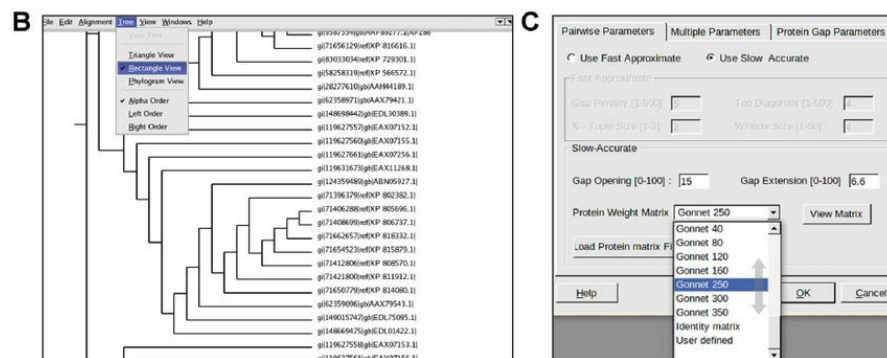 B
File Edit Alignment Tree View Windows Help
View Tree
Triangle View
Rectangle View
Phylogram View
Alpha Order
Left Order
Right Order
gi|71656129|ref|XP 816616.1|
gi|83033034|ref|XP 729301.1|
gi|58258319|ref|XP 566572.1|
gi|28277610|gb|AAH44189.1|
gi|62358971|gb|AAX79421.1|
gi|148698442|gb|EDL30389.1|
gi|119627557|gb|EAX07152.1|
gi|119627560|gb|EAX07155.1|
gi|119627661|gb|EAX07256.1|
gi|119631673|gb|EAX11268.1|
gi|124359489|gb|ABN05927.1|
gi|71396379|ref|XP 802382.1|
gi|71406288|ref|XP 805696.1|
gi|71408699|ref|XP 806737.1|
gi|71662657|ref|XP 818332.1|
gi|71654523|ref|XP 815879.1|
gi|71412806|ref|XP 808570.1|
gi|71421800|ref|XP 811912.1|
gi|71650779|ref|XP 814080.1|
gi|62359096|gb|AAX79543.1|
gi|149015747|gb|EDL75095.1|
gi|148669475|gb|EDL01422.1|
gi|119627558|gb|EAX07153.1|
C
Pairwise Parameters Multiple Parameters Protein Gap Parameters
Use Fast Approximate Use Slow Accurate
Fast Approximate
Gap Penalty [1-500] 5 Top Diagonals [1-500] 4
K - Tuple Size [1-2] 2 Window Size [1-50] 4
Slow-Accurate
Gap Opening [0-100] : 15 Gap Extension [0-100] 6.6
Protein Weight Matrix Gonnet 250 View Matrix
Load Protein matrix
Gonnet 40
Gonnet 80
Gonnet 120
Gonnet 160
Gonnet 250
Gonnet 300
Gonnet 350
Identity matrix
User defined
Help OK Cancel